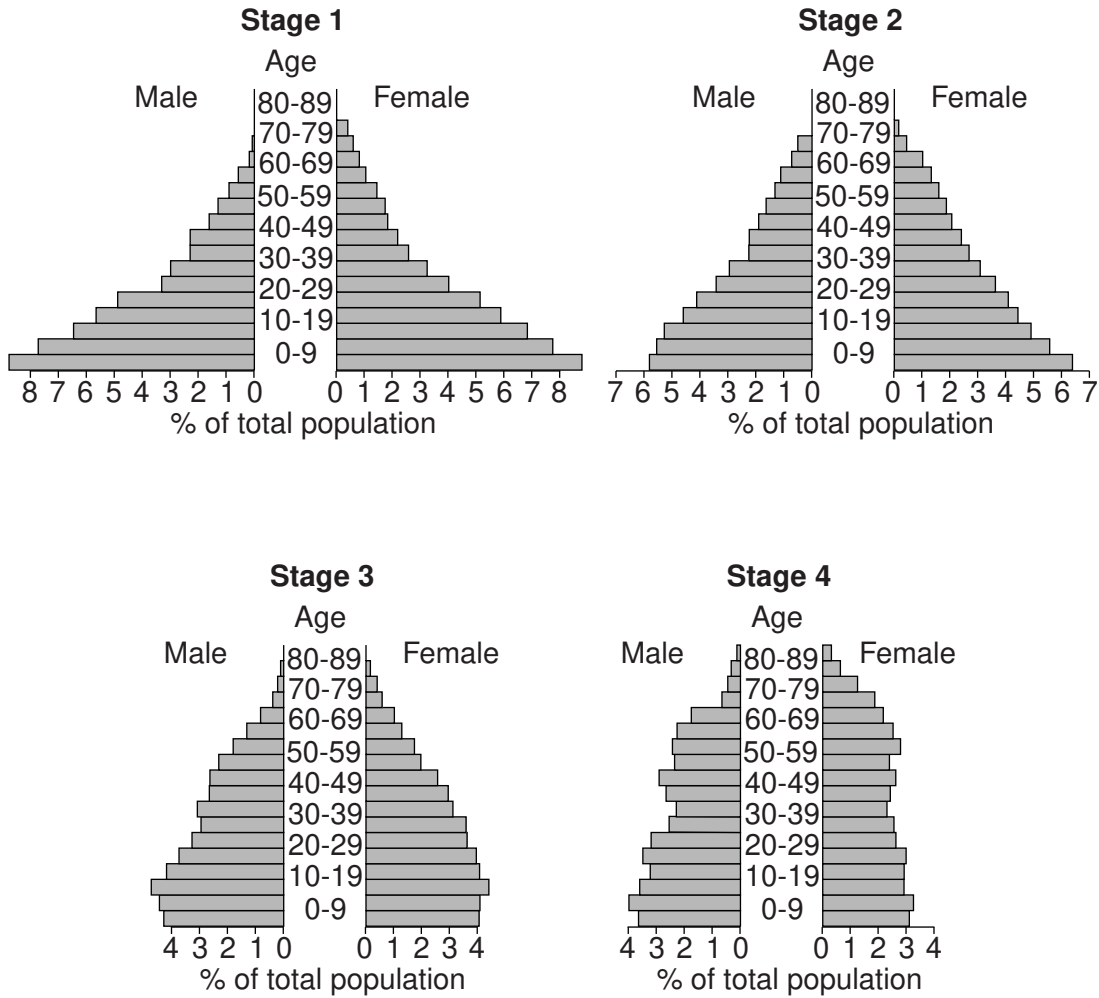 Stage 1
Age
Male
Female
80-89
70-79
60-69
50-59
40-49
30-39
20-29
10-19
0-9
8 7 6 5 4 3 2 1 0
0 1 2 3 4 5 6 7 8
% of total population
Stage 2
Age
Male
Female
80-89
70-79
60-69
50-59
40-49
30-39
20-29
10-19
0-9
7 6 5 4 3 2 1 0
0 1 2 3 4 5 6 7
% of total population
Stage 3
Age
Male
Female
80-89
70-79
60-69
50-59
40-49
30-39
20-29
10-19
0-9
4 3 2 1 0
0 1 2 3 4
% of total population
Stage 4
Age
Male
Female
80-89
70-79
60-69
50-59
40-49
30-39
20-29
10-19
0-9
4 3 2 1 0
0 1 2 3 4
% of total population